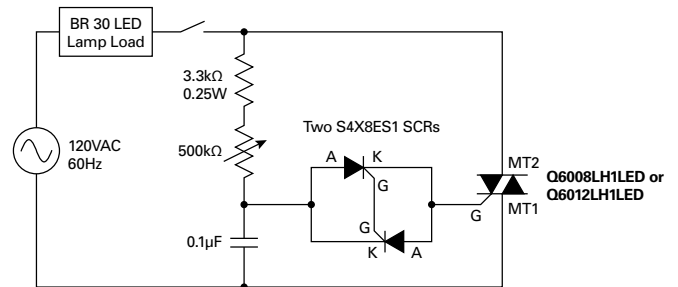 BR 30 LED
Lamp Load
3.3kΩ
0.25W
Two S4X8ES1 SCRs
120VAC
60Hz
500kΩ
A
K
G
MT2
Q6008LH1LED or
Q6012LH1LED
G
MT1
G
K
A
0.1µF